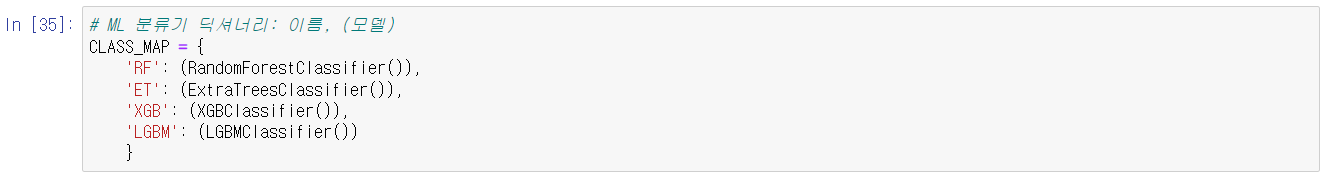 In [35]: # ML 분류기 딕셔너리: 이름, (모델)
CLASS_MAP = {
'RF': (RandomForestClassifier()),
'ET': (ExtraTreesClassifier()),
'XGB': (XGBClassifier()),
'LGBM': (LGBMClassifier())
}